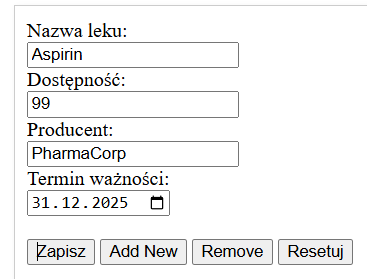 Nazwa leku:
Aspirin
Dostępność:
99
Producent:
PharmaCorp
Termin ważności:
31.12.2025
Zapisz Add New Remove Resetuj